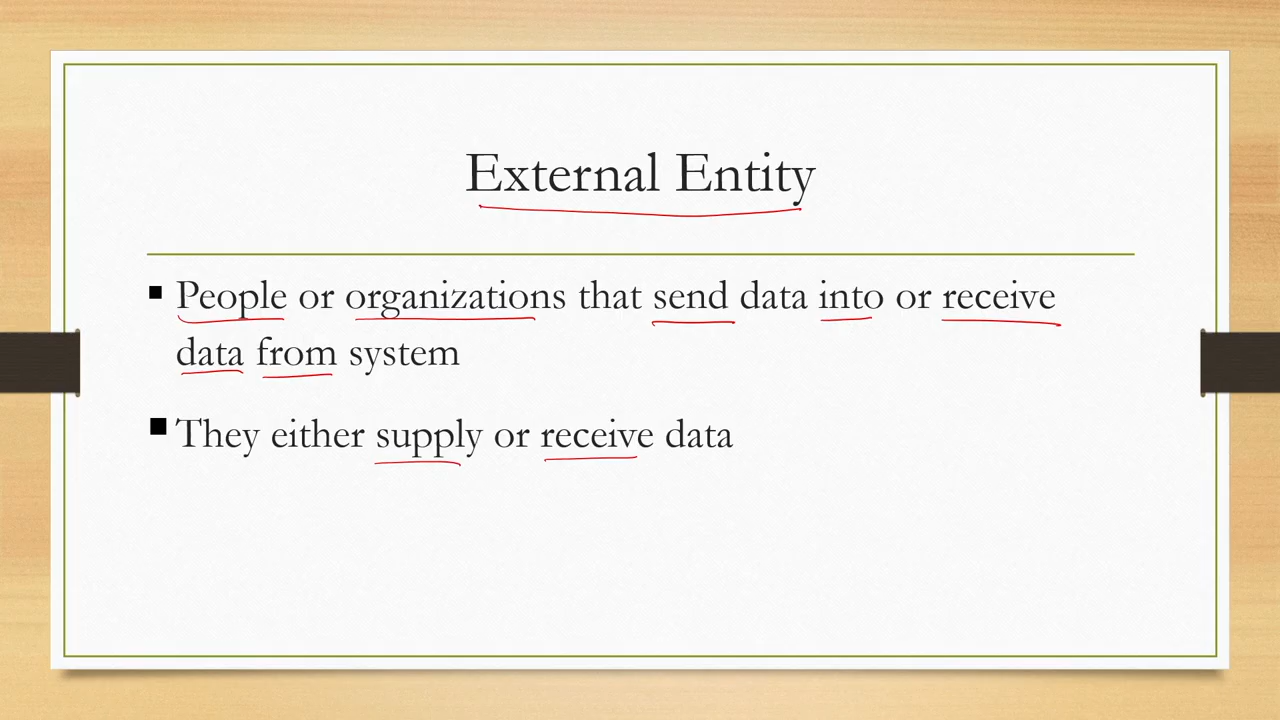 External Entity
▪ People or organizations that send data into or receive
data from system
▪ They either supply or receive data